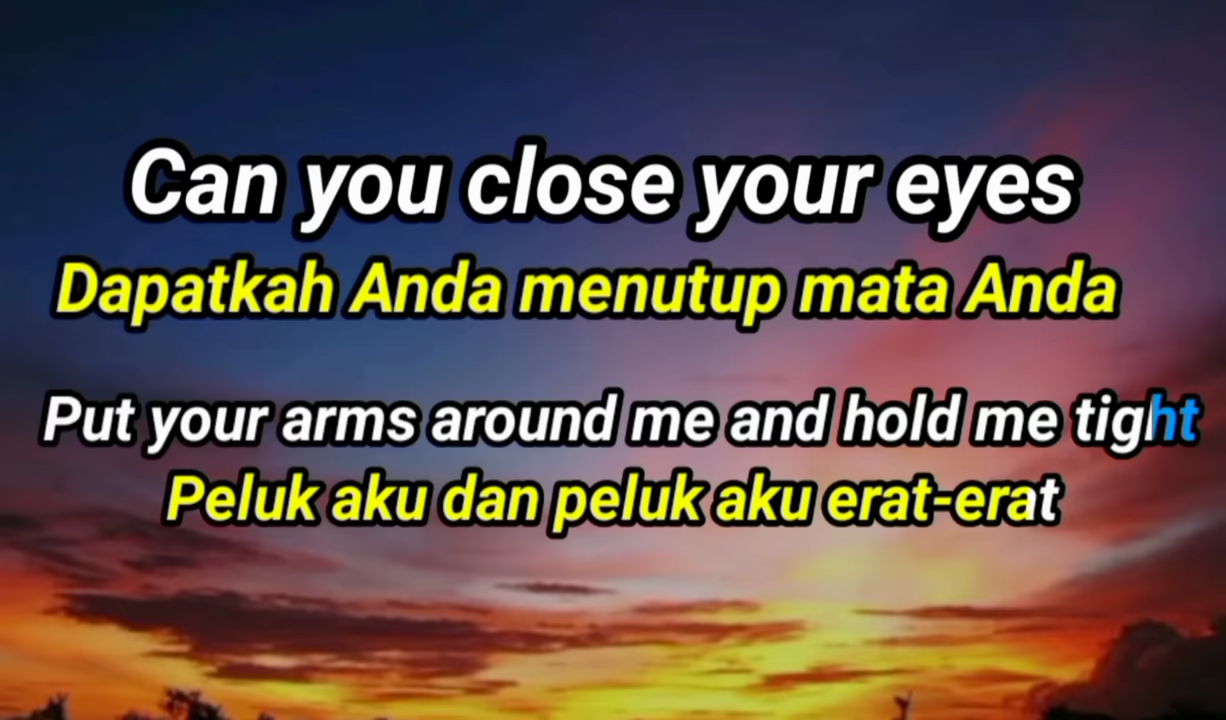 Can you close your eyes
Dapatkah Anda menutup mata Anda
Put your arms around me and hold me tight
Peluk aku dan peluk aku erat-erat